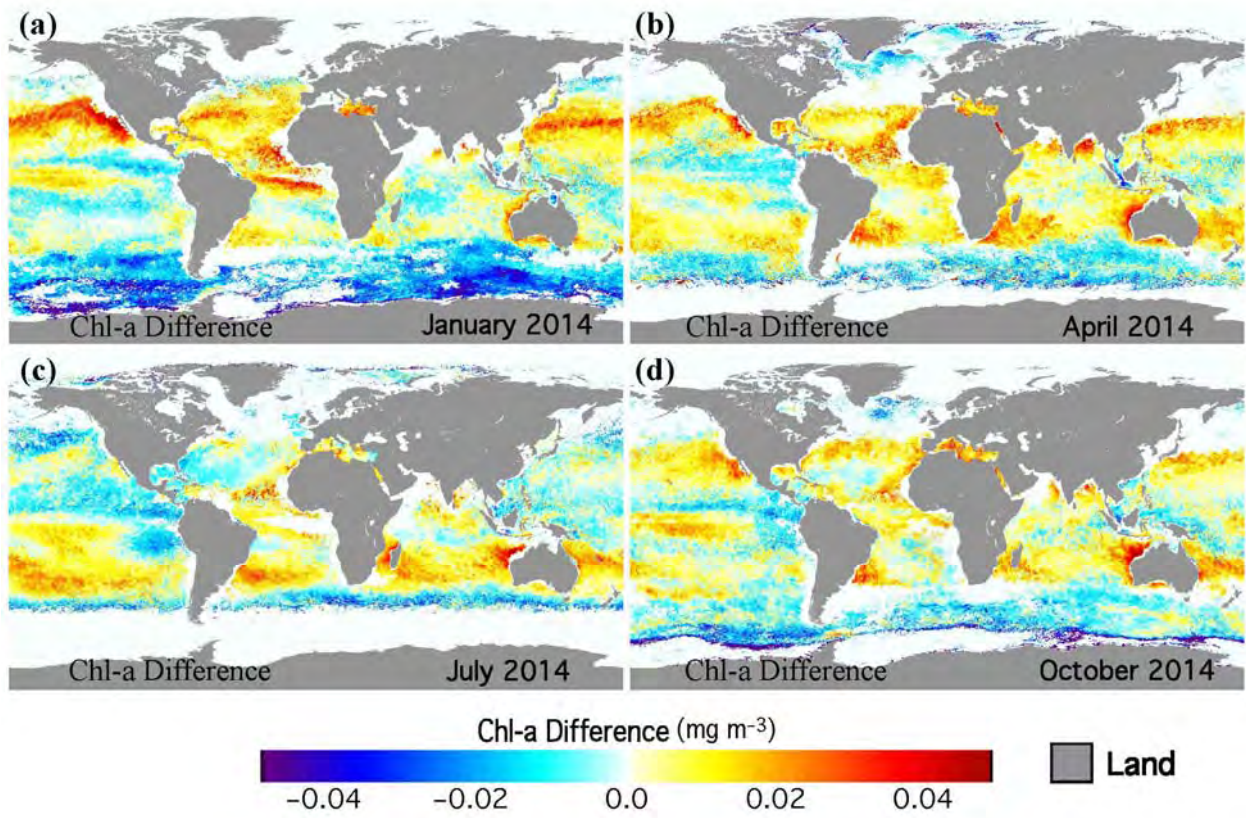 (a)
(b)
Chl-a Difference January 2014
Chl-a Difference April 2014
(c)
(d)
Chl-a Difference July 2014
Chl-a Difference October 2014
Chl-a Difference (mg m⁻³)
Land
−0.04 −0.02 0.0 0.02 0.04